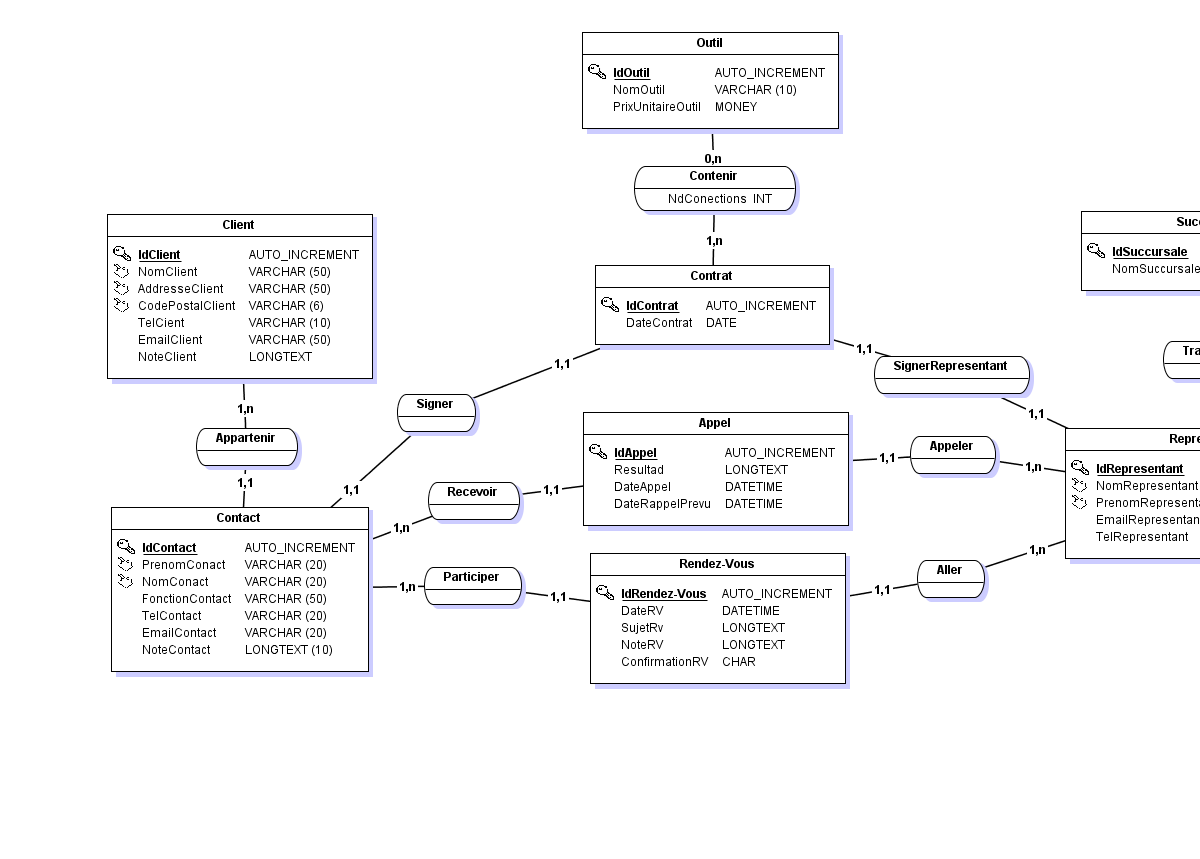 Outil
IdOutil AUTO_INCREMENT
NomOutil VARCHAR (10)
PrixUnitaireOutil MONEY
0,n
Contenir
NdConections INT
1,n
Client
IdClient AUTO_INCREMENT
NomClient VARCHAR (50)
AddresseClient VARCHAR (50)
CodePostalClient VARCHAR (6)
TelCient VARCHAR (10)
EmailClient VARCHAR (50)
NoteClient LONGTEXT
Contrat
IdContrat AUTO_INCREMENT
DateContrat DATE
Succ
IdSuccursale
NomSuccursale
Tra
1,1
1,1
SignerRepresentant
1,1
Signer
1,n
Appartenir
1,1
1,1
Appel
IdAppel AUTO_INCREMENT
Resultad LONGTEXT
DateAppel DATETIME
DateRappelPrevu DATETIME
Appeler
1,1
1,n
Repre
IdRepresentant
NomRepresentant
PrenomRepresenta
EmailRepresentan
TelRepresentant
Recevoir
1,1
1,n
Contact
IdContact AUTO_INCREMENT
PrenomConact VARCHAR (20)
NomConact VARCHAR (20)
FonctionContact VARCHAR (50)
TelContact VARCHAR (20)
EmailContact VARCHAR (20)
NoteContact LONGTEXT (10)
Participer
1,n
1,1
Rendez-Vous
IdRendez-Vous AUTO_INCREMENT
DateRV DATETIME
SujetRv LONGTEXT
NoteRV LONGTEXT
ConfirmationRV CHAR
Aller
1,1
1,n